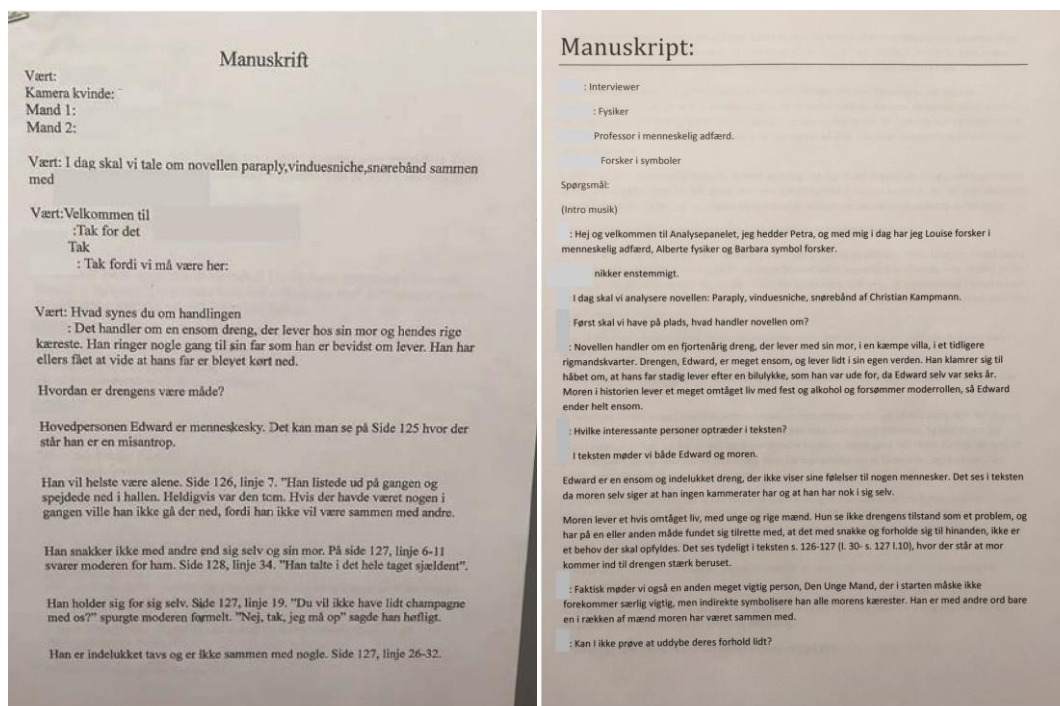 Manuskrift
Vært:
Kamera kvinde:
Mand 1:
Mand 2:
Vært: I dag skal vi tale om novellen paraply,vinduesniche,snørebånd sammen
med
Vært:Velkommen til
:Tak for det
Tak
: Tak fordi vi må være her:
Vært: Hvad synes du om handlingen
: Det handler om en ensom dreng, der lever hos sin mor og hendes rige
kæreste. Han ringer nogle gang til sin far som han er bevidst om lever. Han har
ellers fået at vide at hans far er blevet kørt ned.
Hvordan er drengens være måde?
Hovedpersonen Edward er menneskesky. Det kan man se på Side 125 hvor der
står han er en misantrop.
Han vil helste være alene. Side 126, linje 7. "Han listede ud på gangen og
spejdede ned i hallen. Heldigvis var den tom. Hvis der havde været nogen i
gangen ville han ikke gå der ned, fordi han ikke vil være sammen med andre.
Han snakker ikke med andre end sig selv og sin mor. På side 127, linje 6-11
svarer moderen for ham. Side 128, linje 34. "Han talte i det hele taget sjældent".
Han holder sig for sig selv. Side 127, linje 19. "Du vil ikke have lidt champagne
med os?" spurgte moderen formelt. "Nej, tak, jeg må op" sagde han høfligt.
Han er indelukket tavs og er ikke sammen med nogle. Side 127, linje 26-32.
Manuskript:
: Interviewer
: Fysiker
Professor i menneskelig adfærd.
Forsker i symboler
Spørgsmål:
(Intro musik)
: Hej og velkommen til Analysepanelet, jeg hedder Petra, og med mig i dag har jeg Louise forsker i
menneskelig adfærd, Alberte fysiker og Barbara symbol forsker.
nikker enstemmigt.
I dag skal vi analysere novellen: Paraply, vinduesniche, snørebånd af Christian Kampmann.
: Først skal vi have på plads, hvad handler novellen om?
: Novellen handler om en fjortenårig dreng, der lever med sin mor, i en kæmpe villa, i et tidligere
rigmandskvarter. Drengen, Edward, er meget ensom, og lever lidt i sin egen verden. Han klamrer sig til
håbet om, at hans far stadig lever efter en bilulykke, som han var ude for, da Edward selv var seks år.
Moren i historien lever et meget omtåget liv med fest og alkohol og forsømmer moderrollen, så Edward
ender helt ensom.
: Hvilke interessante personer optræder i teksten?
I teksten møder vi både Edward og moren.
Edward er en ensom og indelukket dreng, der ikke viser sine følelser til nogen mennesker. Det ses i teksten
da moren selv siger at han ingen kammerater har og at han har nok i sig selv.
Moren lever et hvis omtåget liv, med unge og rige mænd. Hun se ikke drengens tilstand som et problem, og
har på en eller anden måde fundet sig tilrette med, at det med snakke og forholde sig til hinanden, ikke er
et behov der skal opfyldes. Det ses tydeligt i teksten s. 126-127 (l. 30- s. 127 l.10), hvor der står at mor
kommer ind til drengen stærk beruset.
: Faktisk møder vi også en anden meget vigtig person, Den Unge Mand, der i starten måske ikke
forekommer særlig vigtig, men indirekte symbolisere han alle morens kærester. Han er med andre ord bare
en i rækken af mænd moren har været sammen med.
: Kan I ikke prøve at uddybe deres forhold lidt?